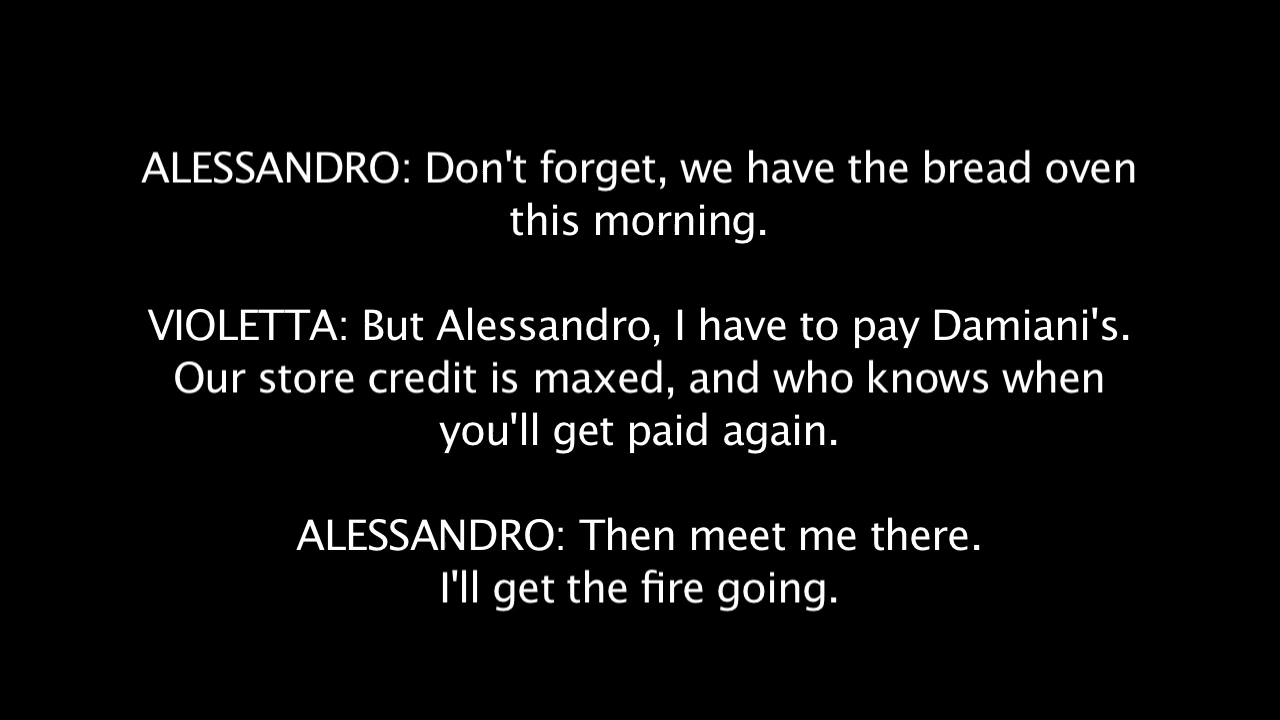 ALESSANDRO: Don't forget, we have the bread oven
this morning.
VIOLETTA: But Alessandro, I have to pay Damiani's.
Our store credit is maxed, and who knows when
you'll get paid again.
ALESSANDRO: Then meet me there.
I'll get the fire going.